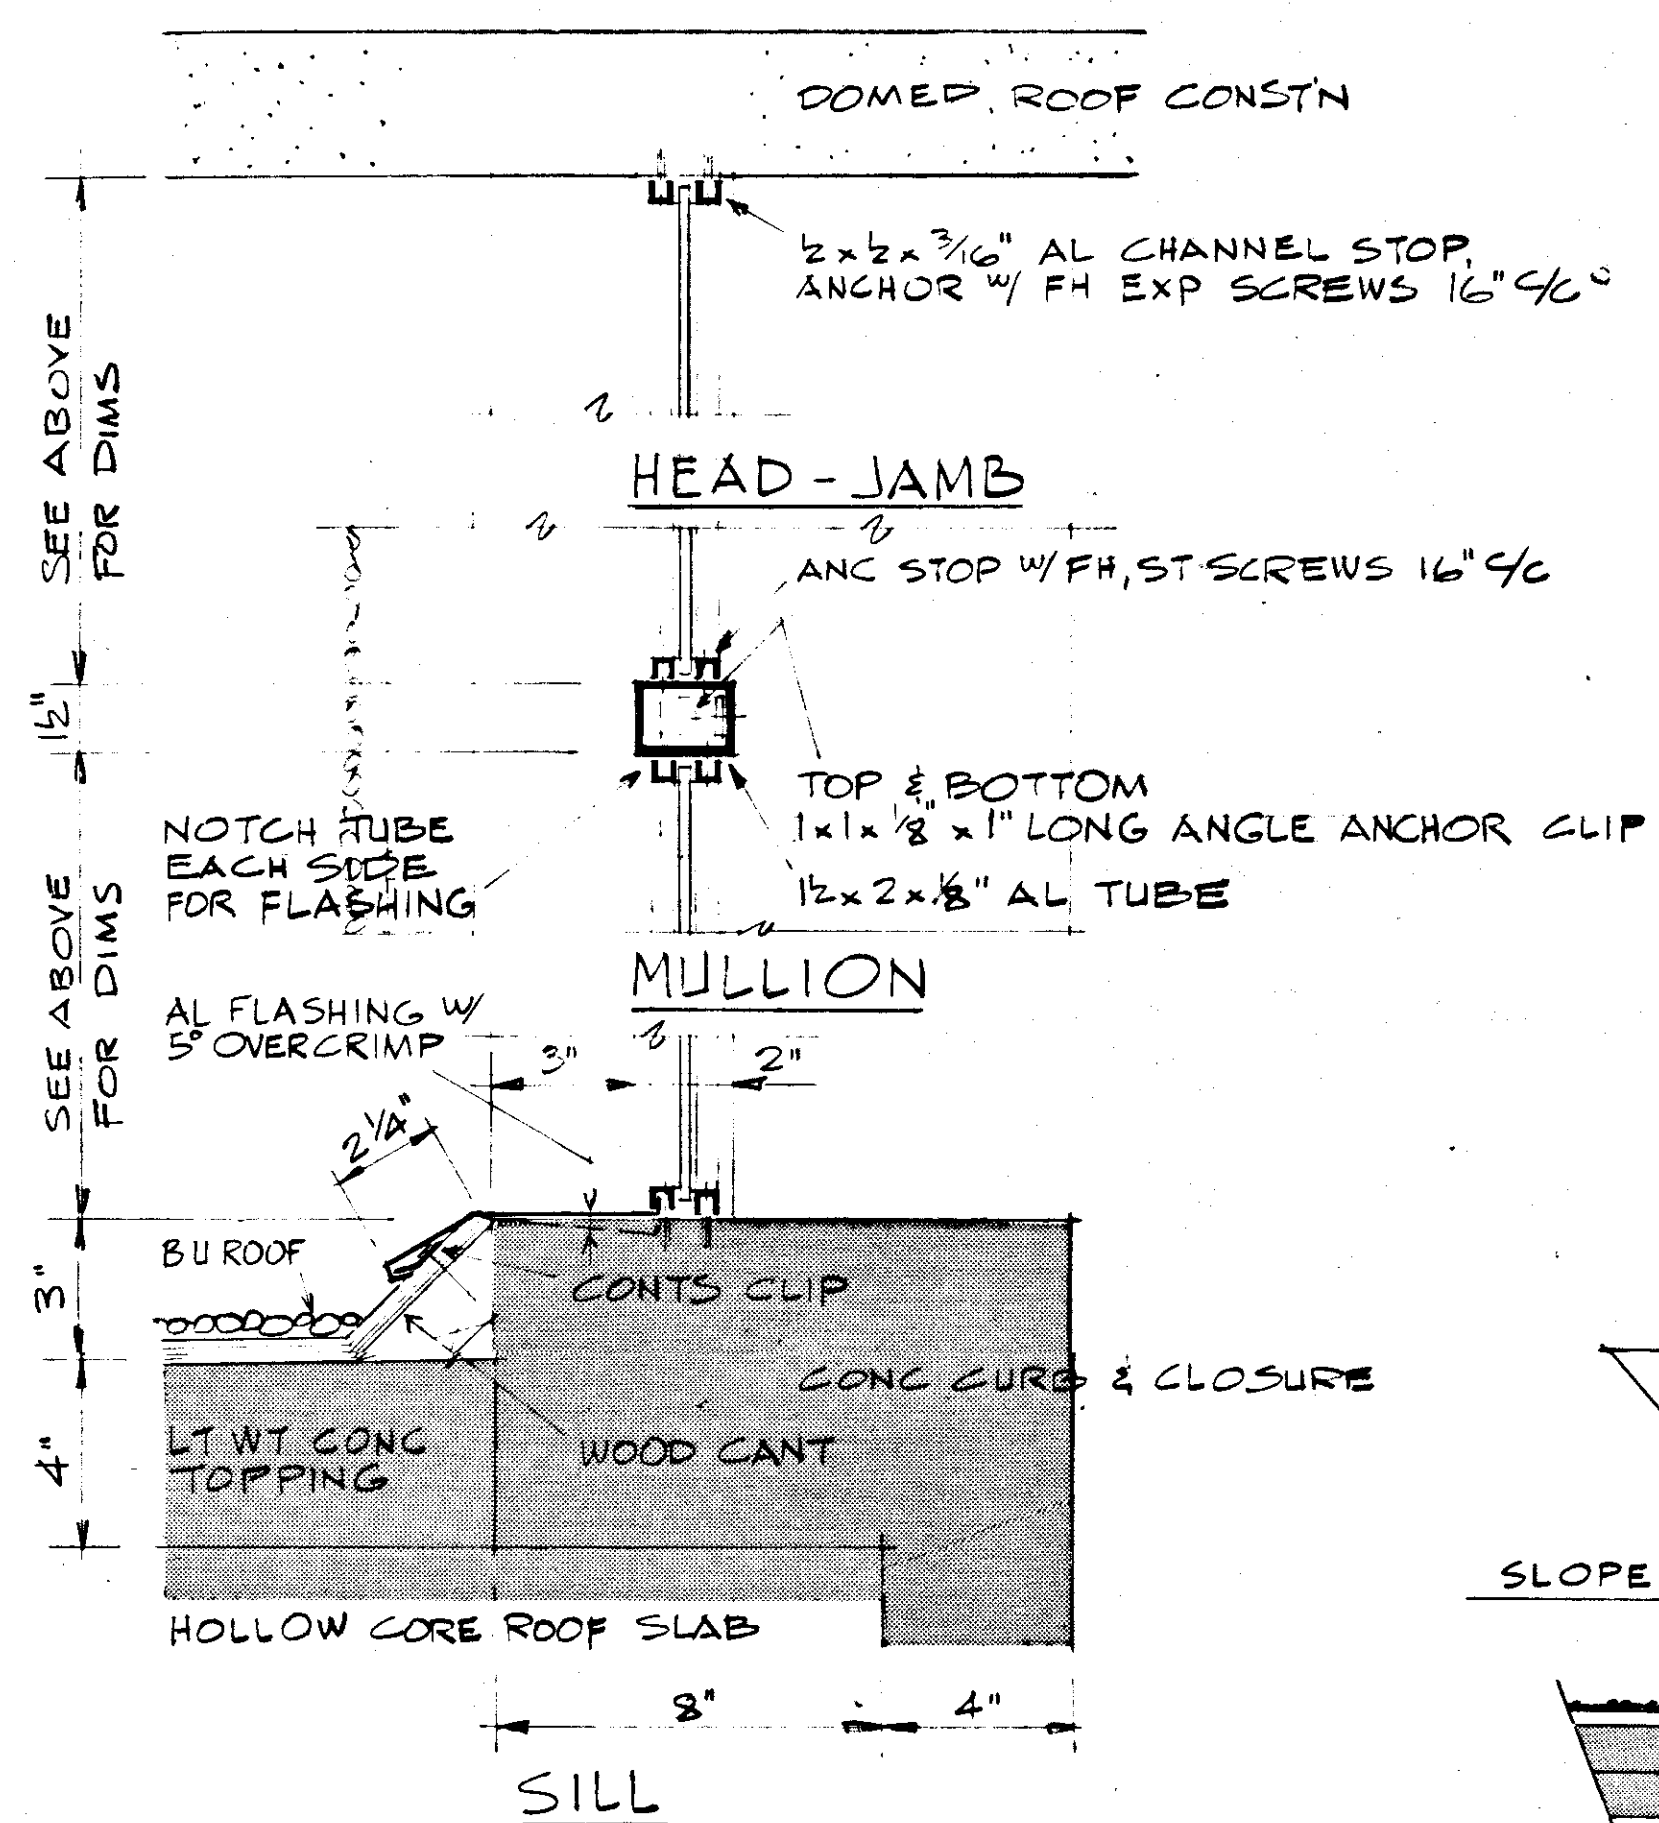 DOMED ROOF CONST'N
½ x ½ x 3/16" AL CHANNEL STOP,
ANCHOR W/ FH EXP SCREWS 16" C/C
SEE ABOVE
FOR DIMS
HEAD - JAMB
ANC STOP W/ FH, ST SCREWS 16" C/C
1½"
TOP & BOTTOM
1 x 1 x 1/8" x 1" LONG ANGLE ANCHOR CLIP
1½ x 2 x 1/8" AL TUBE
NOTCH TUBE
EACH SIDE
FOR FLASHING
SEE ABOVE
FOR DIMS
MULLION
AL FLASHING W/
5° OVERCRIMP
3"
2"
2 1/4"
BU ROOF
3"
CONTS CLIP
CONC CURB & CLOSURE
LT WT CONC
TOPPING
WOOD CANT
4"
HOLLOW CORE ROOF SLAB
8"
4"
SILL
SLOPE